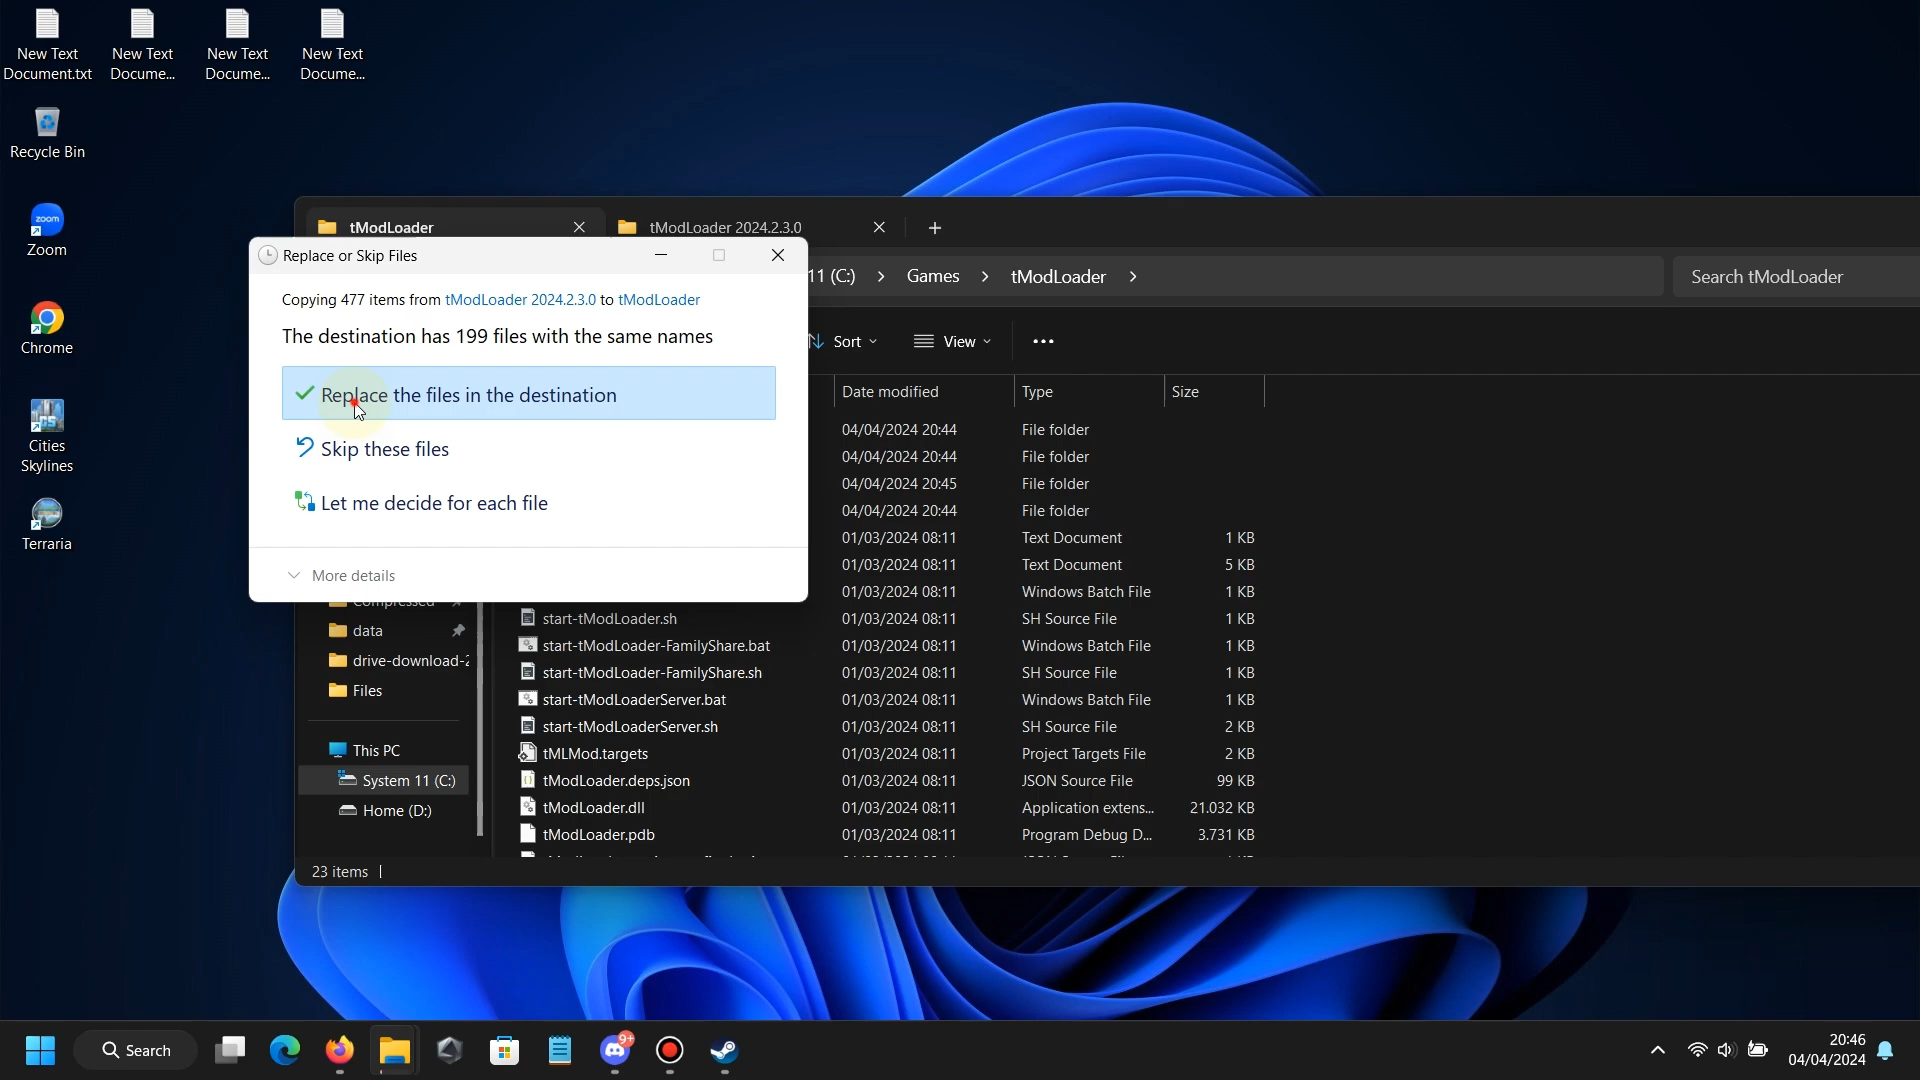 New Text
Document.txt
New Text
Docume...
New Text
Docume...
New Text
Docume...
Recycle Bin
zoom
Zoom
Chrome
Cities
Skylines
Terraria
tModLoader
tModLoader 2024.2.3.0
Replace or Skip Files
Copying 477 items from tModLoader 2024.2.3.0 to tModLoader
The destination has 199 files with the same names
Replace the files in the destination
Skip these files
Let me decide for each file
More details
11 (C:) > Games > tModLoader >
Search tModLoader
Sort
View
Date modified Type Size
04/04/2024 20:44 File folder
04/04/2024 20:44 File folder
04/04/2024 20:45 File folder
04/04/2024 20:44 File folder
01/03/2024 08:11 Text Document 1 KB
01/03/2024 08:11 Text Document 5 KB
01/03/2024 08:11 Windows Batch File 1 KB
start-tModLoader.sh 01/03/2024 08:11 SH Source File 1 KB
start-tModLoader-FamilyShare.bat 01/03/2024 08:11 Windows Batch File 1 KB
start-tModLoader-FamilyShare.sh 01/03/2024 08:11 SH Source File 1 KB
start-tModLoaderServer.bat 01/03/2024 08:11 Windows Batch File 1 KB
start-tModLoaderServer.sh 01/03/2024 08:11 SH Source File 2 KB
tMLMod.targets 01/03/2024 08:11 Project Targets File 2 KB
tModLoader.deps.json 01/03/2024 08:11 JSON Source File 99 KB
tModLoader.dll 01/03/2024 08:11 Application extens... 21.032 KB
tModLoader.pdb 01/03/2024 08:11 Program Debug D... 3.731 KB
Compressed
data
drive-download-2
Files
This PC
System 11 (C:)
Home (D:)
23 items
Search
9+
20:46
04/04/2024